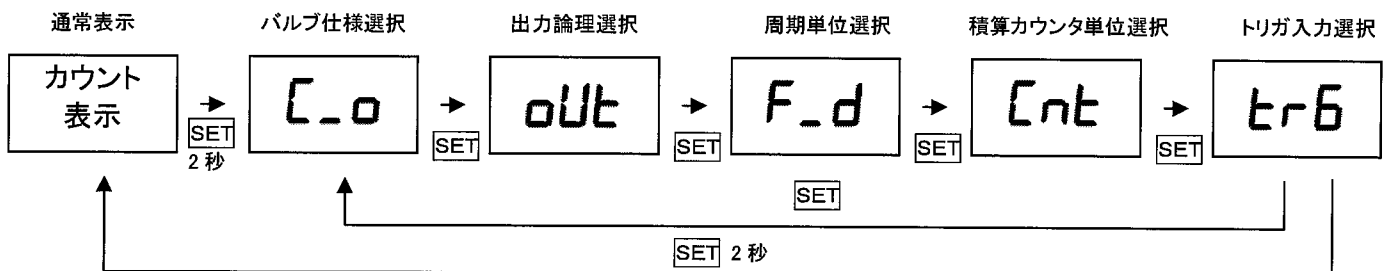 通常表示
バルブ仕様選択
出力論理選択
周期単位選択
積算カウンタ単位選択
トリガ入力選択
カウント
表示
C_o
oUt
F_d
Cnt
trG
SET
2 秒
SET
SET
SET
SET
SET
SET 2 秒